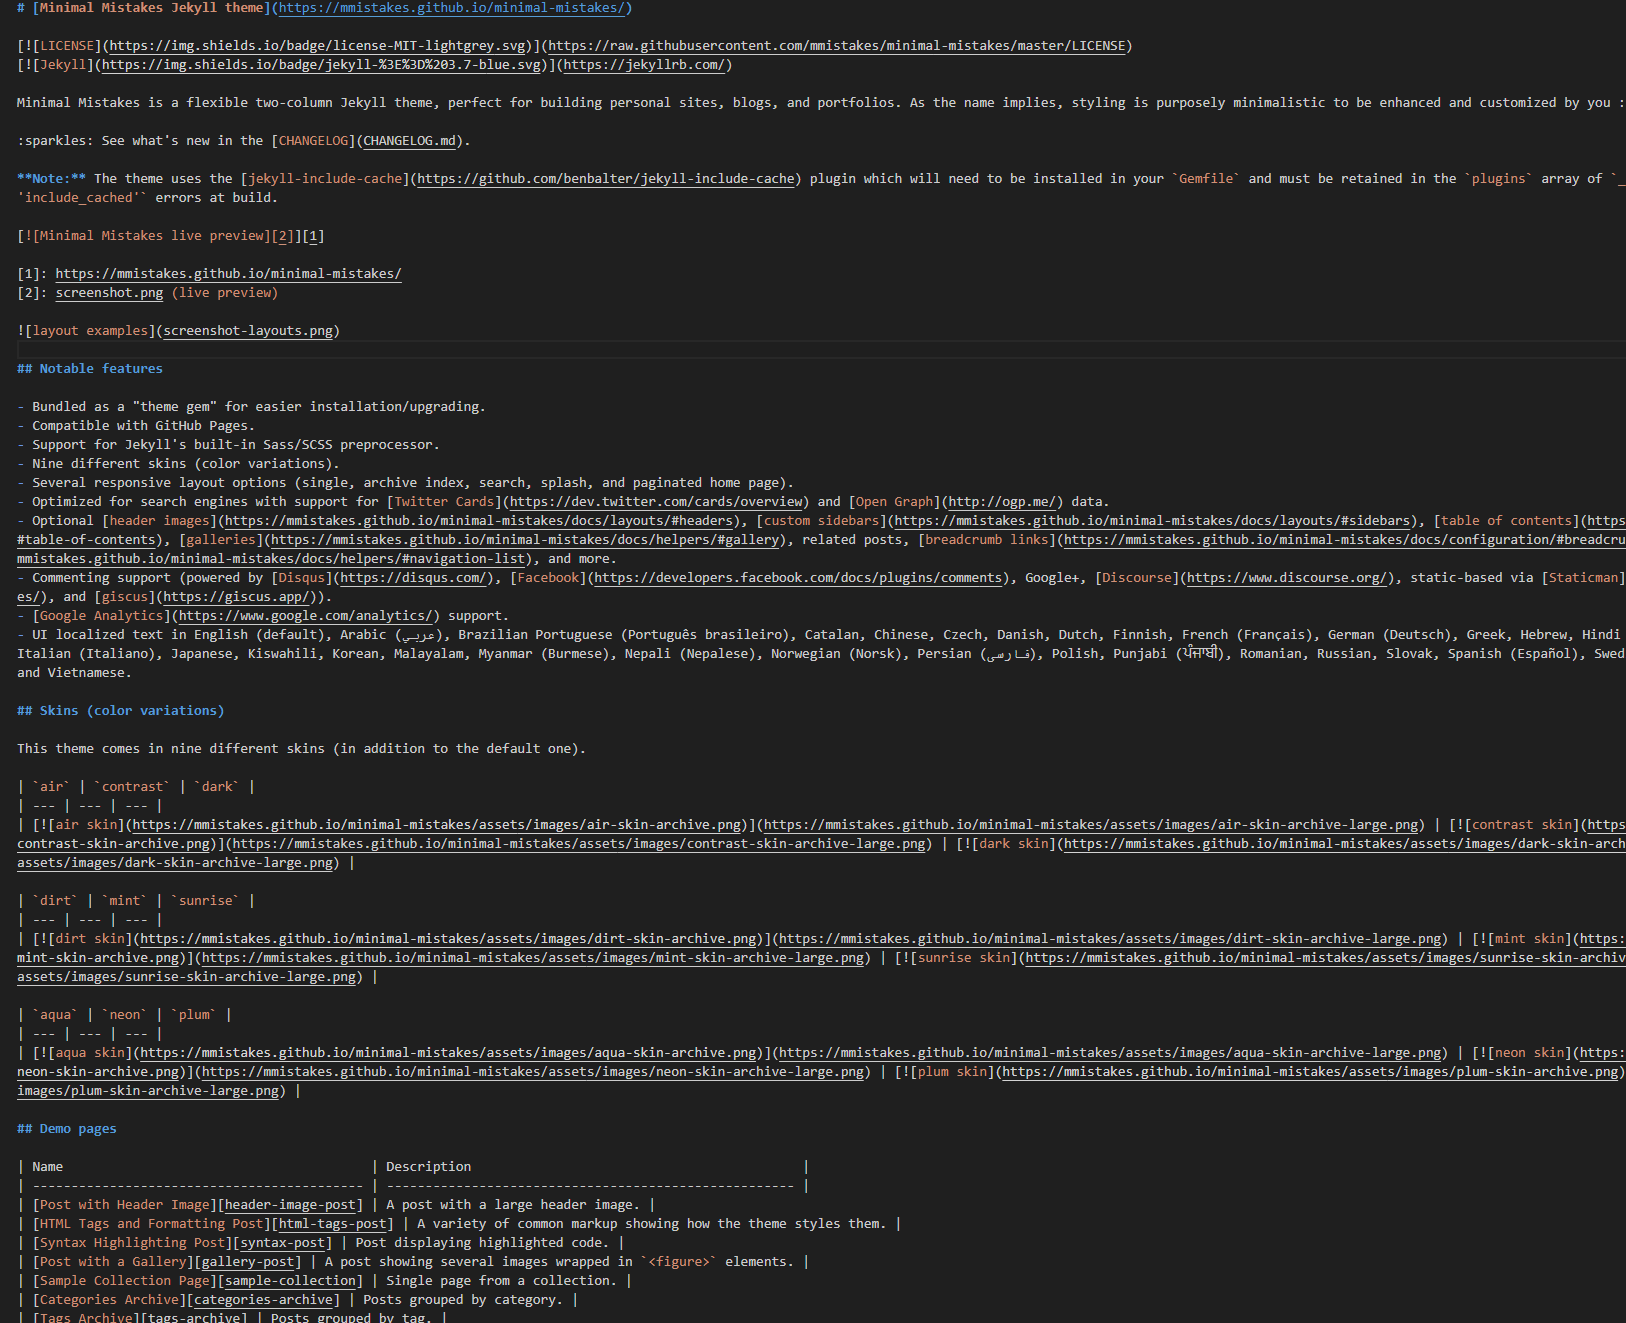 # [Minimal Mistakes Jekyll theme](https://mmistakes.github.io/minimal-mistakes/)
[![LICENSE](https://img.shields.io/badge/license-MIT-lightgrey.svg)](https://raw.githubusercontent.com/mmistakes/minimal-mistakes/master/LICENSE)
[![Jekyll](https://img.shields.io/badge/jekyll-%3E%3D%203.7-blue.svg)](https://jekyllrb.com/)
Minimal Mistakes is a flexible two-column Jekyll theme, perfect for building personal sites, blogs, and portfolios. As the name implies, styling is purposely minimalistic to be enhanced and customized by you :
:sparkles: See what's new in the [CHANGELOG](CHANGELOG.md).
**Note:** The theme uses the [jekyll-include-cache](https://github.com/benbalter/jekyll-include-cache) plugin which will need to be installed in your `Gemfile` and must be retained in the `plugins` array of `_
'include_cached'` errors at build.
[![Minimal Mistakes live preview][2]][1]
[1]: https://mmistakes.github.io/minimal-mistakes/
[2]: screenshot.png (live preview)
![layout examples](screenshot-layouts.png)
## Notable features
- Bundled as a "theme gem" for easier installation/upgrading.
- Compatible with GitHub Pages.
- Support for Jekyll's built-in Sass/SCSS preprocessor.
- Nine different skins (color variations).
- Several responsive layout options (single, archive index, search, splash, and paginated home page).
- Optimized for search engines with support for [Twitter Cards](https://dev.twitter.com/cards/overview) and [Open Graph](http://ogp.me/) data.
- Optional [header images](https://mmistakes.github.io/minimal-mistakes/docs/layouts/#headers), [custom sidebars](https://mmistakes.github.io/minimal-mistakes/docs/layouts/#sidebars), [table of contents](https
#table-of-contents), [galleries](https://mmistakes.github.io/minimal-mistakes/docs/helpers/#gallery), related posts, [breadcrumb links](https://mmistakes.github.io/minimal-mistakes/docs/configuration/#breadcru
mmistakes.github.io/minimal-mistakes/docs/helpers/#navigation-list), and more.
- Commenting support (powered by [Disqus](https://disqus.com/), [Facebook](https://developers.facebook.com/docs/plugins/comments), Google+, [Discourse](https://www.discourse.org/), static-based via [Staticman]
es/), and [giscus](https://giscus.app/)).
- [Google Analytics](https://www.google.com/analytics/) support.
- UI localized text in English (default), Arabic (عربي), Brazilian Portuguese (Português brasileiro), Catalan, Chinese, Czech, Danish, Dutch, Finnish, French (Français), German (Deutsch), Greek, Hebrew, Hindi
Italian (Italiano), Japanese, Kiswahili, Korean, Malayalam, Myanmar (Burmese), Nepali (Nepalese), Norwegian (Norsk), Persian (فارسی), Polish, Punjabi (ਪੰਜਾਬੀ), Romanian, Russian, Slovak, Spanish (Español), Swed
and Vietnamese.
## Skins (color variations)
This theme comes in nine different skins (in addition to the default one).
| `air` | `contrast` | `dark` |
| --- | --- | --- |
| [![air skin](https://mmistakes.github.io/minimal-mistakes/assets/images/air-skin-archive.png)](https://mmistakes.github.io/minimal-mistakes/assets/images/air-skin-archive-large.png) | [![contrast skin](https
contrast-skin-archive.png)](https://mmistakes.github.io/minimal-mistakes/assets/images/contrast-skin-archive-large.png) | [![dark skin](https://mmistakes.github.io/minimal-mistakes/assets/images/dark-skin-arch
assets/images/dark-skin-archive-large.png) |
| `dirt` | `mint` | `sunrise` |
| --- | --- | --- |
| [![dirt skin](https://mmistakes.github.io/minimal-mistakes/assets/images/dirt-skin-archive.png)](https://mmistakes.github.io/minimal-mistakes/assets/images/dirt-skin-archive-large.png) | [![mint skin](https:
mint-skin-archive.png)](https://mmistakes.github.io/minimal-mistakes/assets/images/mint-skin-archive-large.png) | [![sunrise skin](https://mmistakes.github.io/minimal-mistakes/assets/images/sunrise-skin-archiv
assets/images/sunrise-skin-archive-large.png) |
| `aqua` | `neon` | `plum` |
| --- | --- | --- |
| [![aqua skin](https://mmistakes.github.io/minimal-mistakes/assets/images/aqua-skin-archive.png)](https://mmistakes.github.io/minimal-mistakes/assets/images/aqua-skin-archive-large.png) | [![neon skin](https:
neon-skin-archive.png)](https://mmistakes.github.io/minimal-mistakes/assets/images/neon-skin-archive-large.png) | [![plum skin](https://mmistakes.github.io/minimal-mistakes/assets/images/plum-skin-archive.png)
images/plum-skin-archive-large.png) |
## Demo pages
| Name | Description |
| ------------------------------------------- | ----------------------------------------------------- |
| [Post with Header Image][header-image-post] | A post with a large header image. |
| [HTML Tags and Formatting Post][html-tags-post] | A variety of common markup showing how the theme styles them. |
| [Syntax Highlighting Post][syntax-post] | Post displaying highlighted code. |
| [Post with a Gallery][gallery-post] | A post showing several images wrapped in `<figure>` elements. |
| [Sample Collection Page][sample-collection] | Single page from a collection. |
| [Categories Archive][categories-archive] | Posts grouped by category. |
| [Tags Archive][tags-archive] | Posts grouped by tag. |